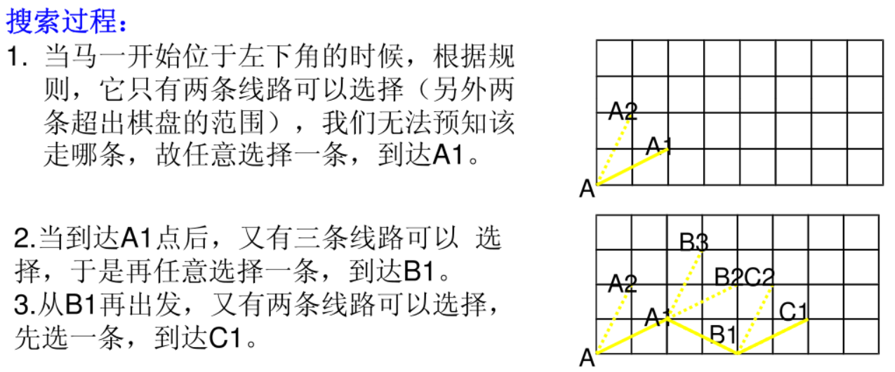 搜索过程：
1. 当马一开始位于左下角的时候，根据规
则，它只有两条线路可以选择（另外两
条超出棋盘的范围），我们无法预知该
走哪条，故任意选择一条，到达A1。
A2
A1
A
2.当到达A1点后，又有三条线路可以 选
择，于是再任意选择一条，到达B1。
3.从B1再出发，又有两条线路可以选择，
先选一条，到达C1。
B3
A2
B2
C2
A1
B1
C1
A